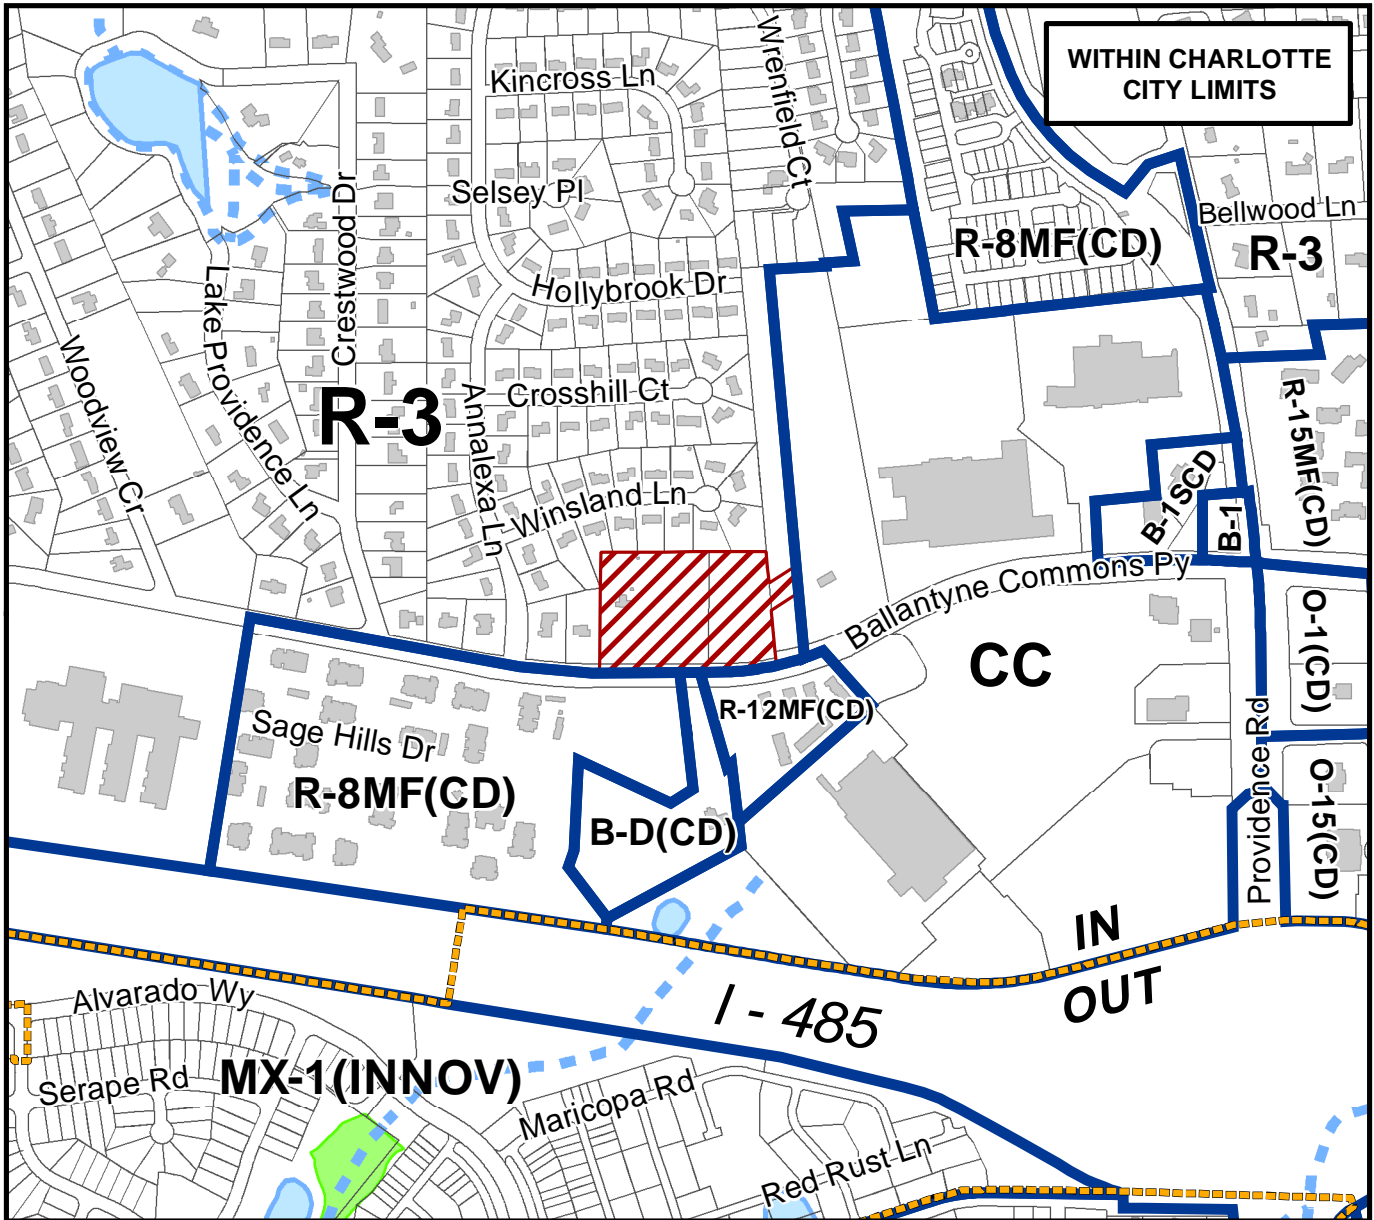 WITHIN CHARLOTTE
CITY LIMITS
Kincross Ln
Wrenfield Ct
Selsey Pl
Crestwood Dr
Bellwood Ln
R-8MF(CD)
R-3
Hollybrook Dr
Lake Providence Ln
Woodview Cr
R-3
Annalexa Ln
Crosshill Ct
R-15MF(CD)
Winsland Ln
B-1SCD
B-1
Ballantyne Commons Py
O-1(CD)
CC
R-12MF(CD)
Sage Hills Dr
R-8MF(CD)
B-D(CD)
Providence Rd
O-15(CD)
IN
OUT
I - 485
Alvarado Wy
Serape Rd
MX-1(INNOV)
Maricopa Rd
Red Rust Ln